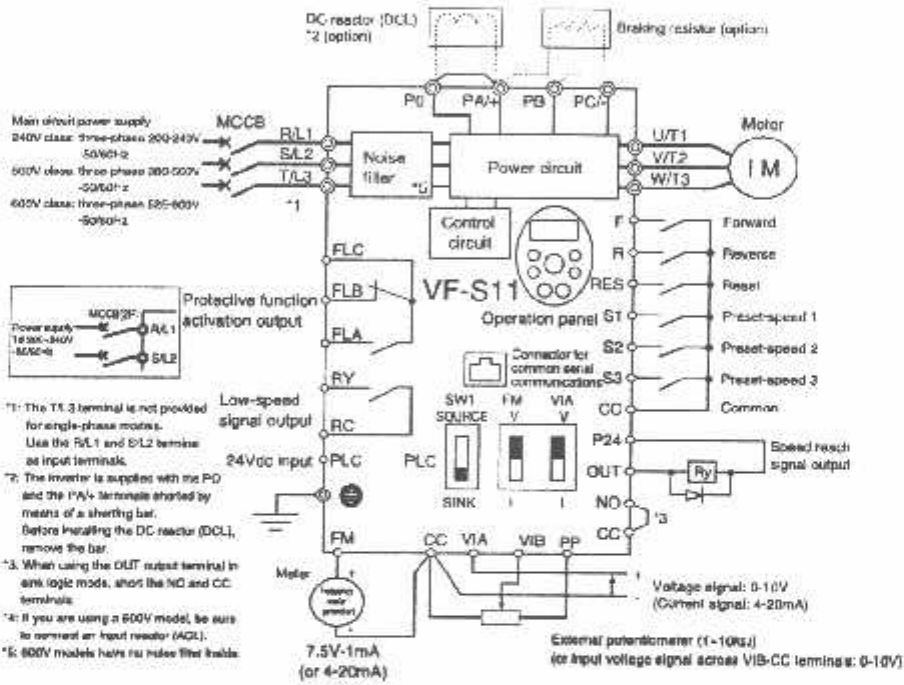 DC reactor (DCL)
*2 (option)
Braking resistor (option)
P0
PA/+
PB
PC/-
Main circuit power supply
240V class: three-phase 200-240V
-50/60Hz
500V class: three-phase 380-500V
-50/60Hz
600V class: three-phase 525-600V
-50/60Hz
MCCB
R/L1
S/L2
T/L3
*1
Noise
filter
*5
Power circuit
Control
circuit
U/T1
V/T2
W/T3
Motor
IM
FLC
FLB
FLA
Protective function
activation output
VF-S11
Operation panel
F
R
RES
S1
S2
S3
CC
Forward
Reverse
Reset
Preset-speed 1
Preset-speed 2
Preset-speed 3
Common
Power supply
-50/60Hz
R/L1
S/L2
Connector for
common serial
communications
RY
RC
Low-speed
signal output
SW1
SOURCE
PLC
SINK
FM
V
I
VIA
V
I
24Vdc input
PLC
P24
OUT
NO
CC
Ry
*3
Speed reach
signal output
*1: The T/L3 terminal is not provided
for single-phase models.
Use the R/L1 and S/L2 terminals
as input terminals.
*2: The inverter is supplied with the PO
and the PA/+ terminals shorted by
means of a shorting bar.
Before installing the DC reactor (DCL),
remove the bar.
*3: When using the OUT output terminal in
sink logic mode, short the NO and CC
terminals.
*4: If you are using a 600V model, be sure
to connect an input reactor (ACL).
*5: 600V models have no noise filter inside.
FM
CC
VIA
VIB
PP
Meter
+
-
7.5V-1mA
(or 4-20mA)
+
-
Voltage signal: 0-10V
(Current signal: 4-20mA)
External potentiometer (1-10kΩ)
(or input voltage signal across VIB-CC terminals: 0-10V)